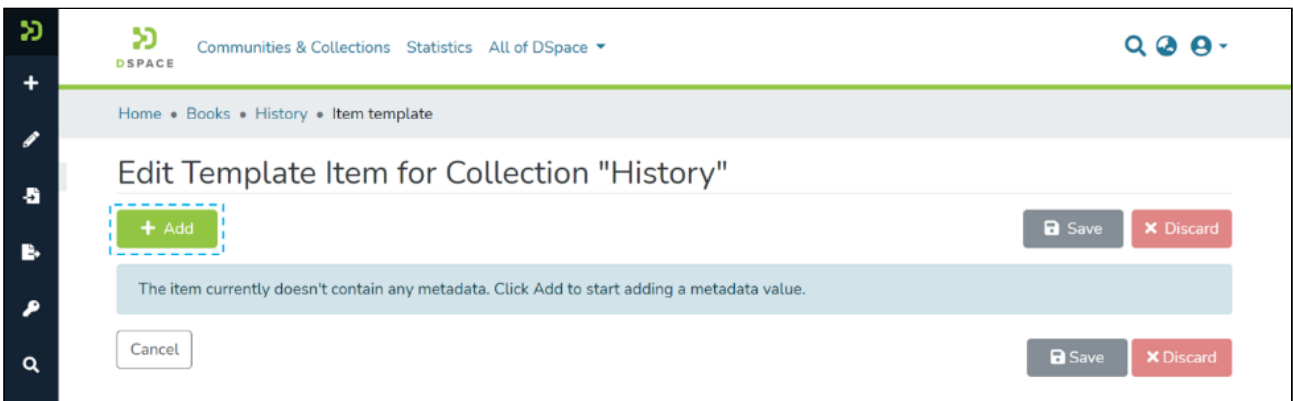 Communities & Collections Statistics All of DSpace
DSPACE
Home • Books • History • Item template
Edit Template Item for Collection "History"
+ Add Save × Discard
The item currently doesn't contain any metadata. Click Add to start adding a metadata value.
Cancel Save × Discard